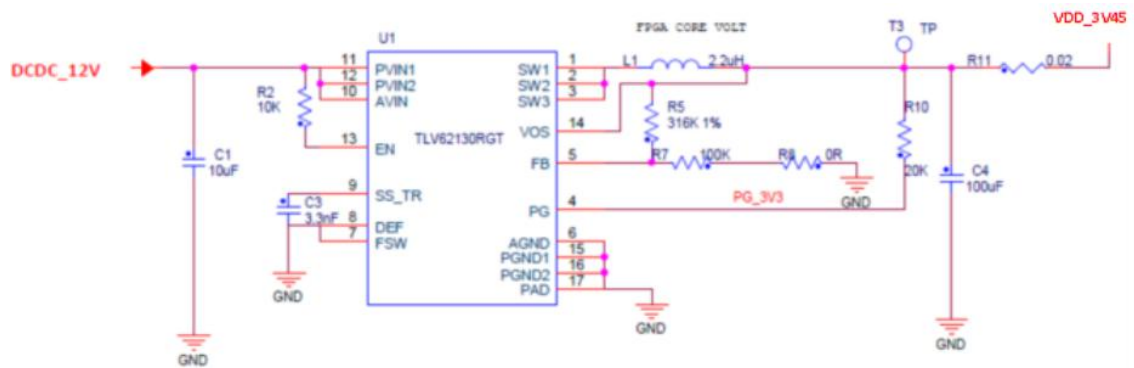 VDD_3V45
FPGA CORE VOLT
T3 TP
U1
DCDC_12V
11 PVIN1
12 PVIN2
10 AVIN
SW1 1
SW2 2
SW3 3
L1 2.2uH
R11 0.02
R2
10K
R5
316K 1%
R10
20K
VOS 14
TLV62130RGT
13 EN
FB 5
R7 100K
R8 0R
GND
C1
10uF
C4
100uF
9 SS_TR
C3
3.3nF
PG 4
PG_3V3
8 DEF
7 FSW
AGND 6
PGND1 15
PGND2 16
PAD 17
GND
GND
GND
GND